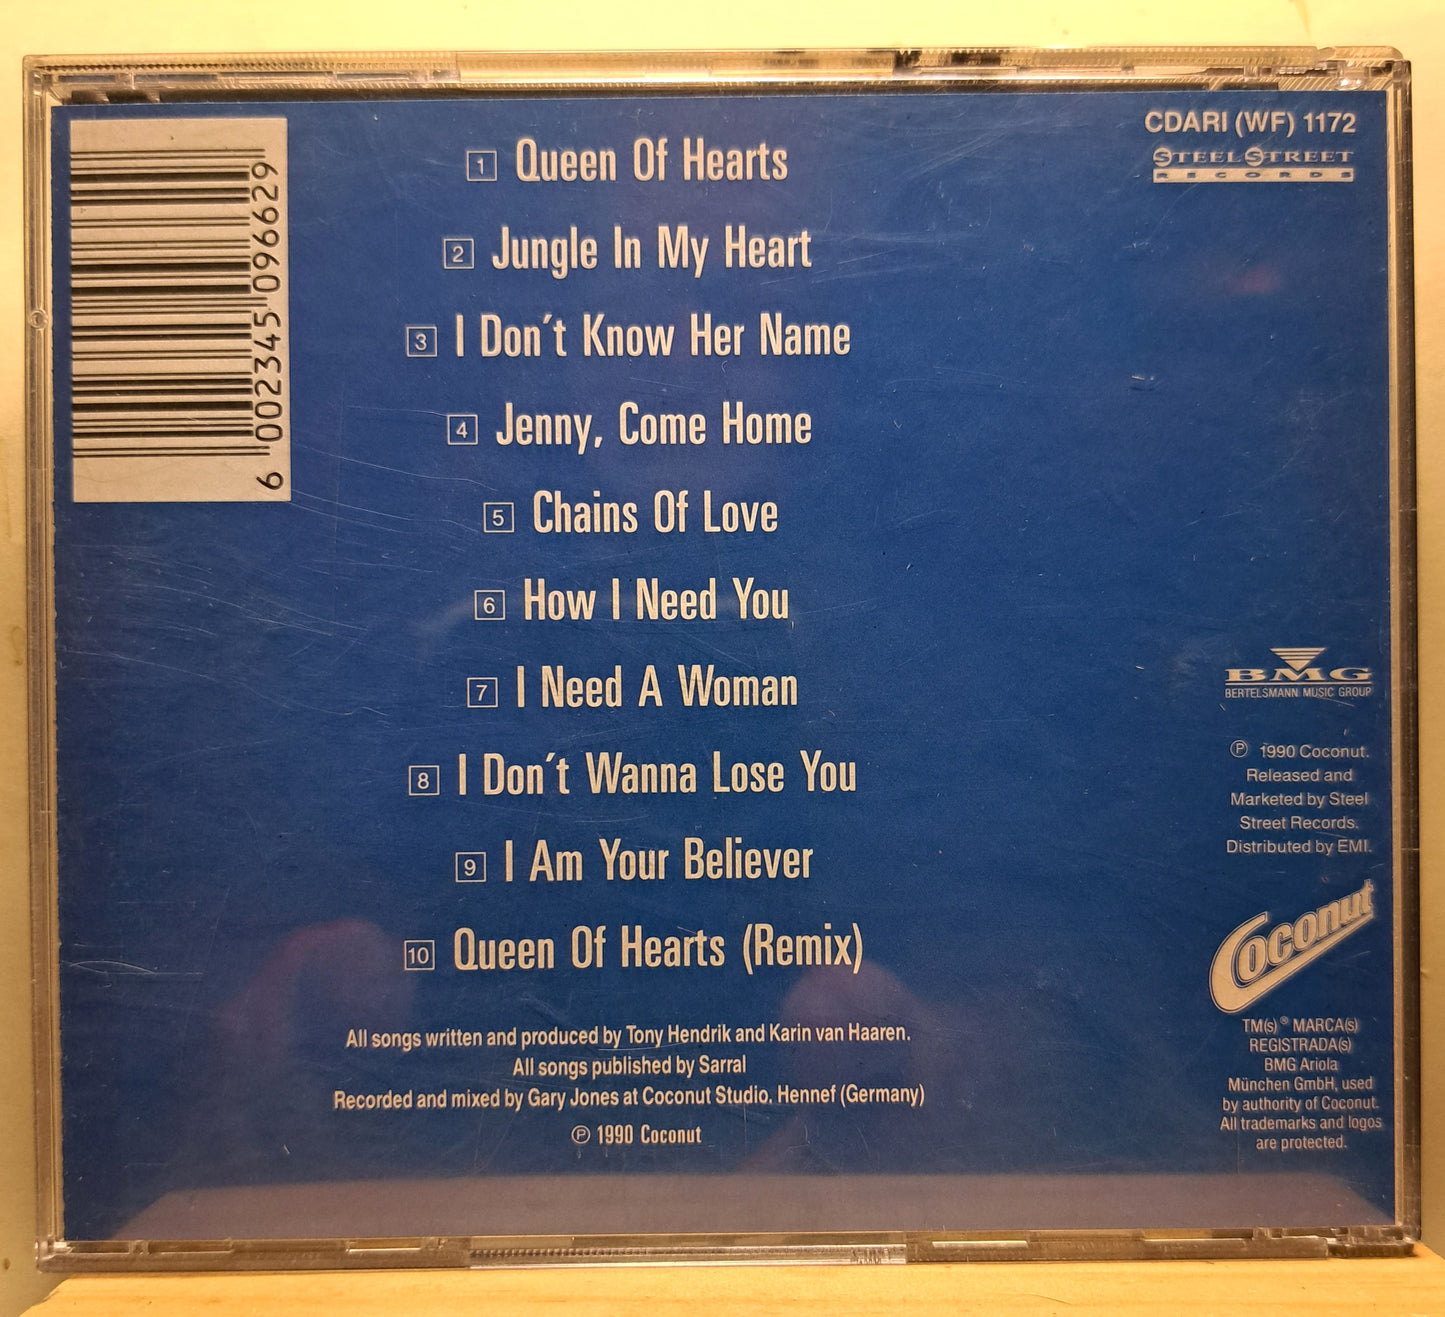 6 002345 096629
1 Queen Of Hearts
2 Jungle In My Heart
3 I Don´t Know Her Name
4 Jenny, Come Home
5 Chains Of Love
6 How I Need You
7 I Need A Woman
8 I Don´t Wanna Lose You
9 I Am Your Believer
10 Queen Of Hearts (Remix)
All songs written and produced by Tony Hendrik and Karin van Haaren.
All songs published by Sarral
Recorded and mixed by Gary Jones at Coconut Studio, Hennef (Germany)
℗ 1990 Coconut
CDARI (WF) 1172
STEEL STREET
RECORDS
BMG
BERTELSMANN MUSIC GROUP
℗ 1990 Coconut.
Released and
Marketed by Steel
Street Records.
Distributed by EMI.
Coconut
TM(s) ® MARCA(s)
REGISTRADA(s)
BMG Ariola
München GmbH, used
by authority of Coconut.
All trademarks and logos
are protected.